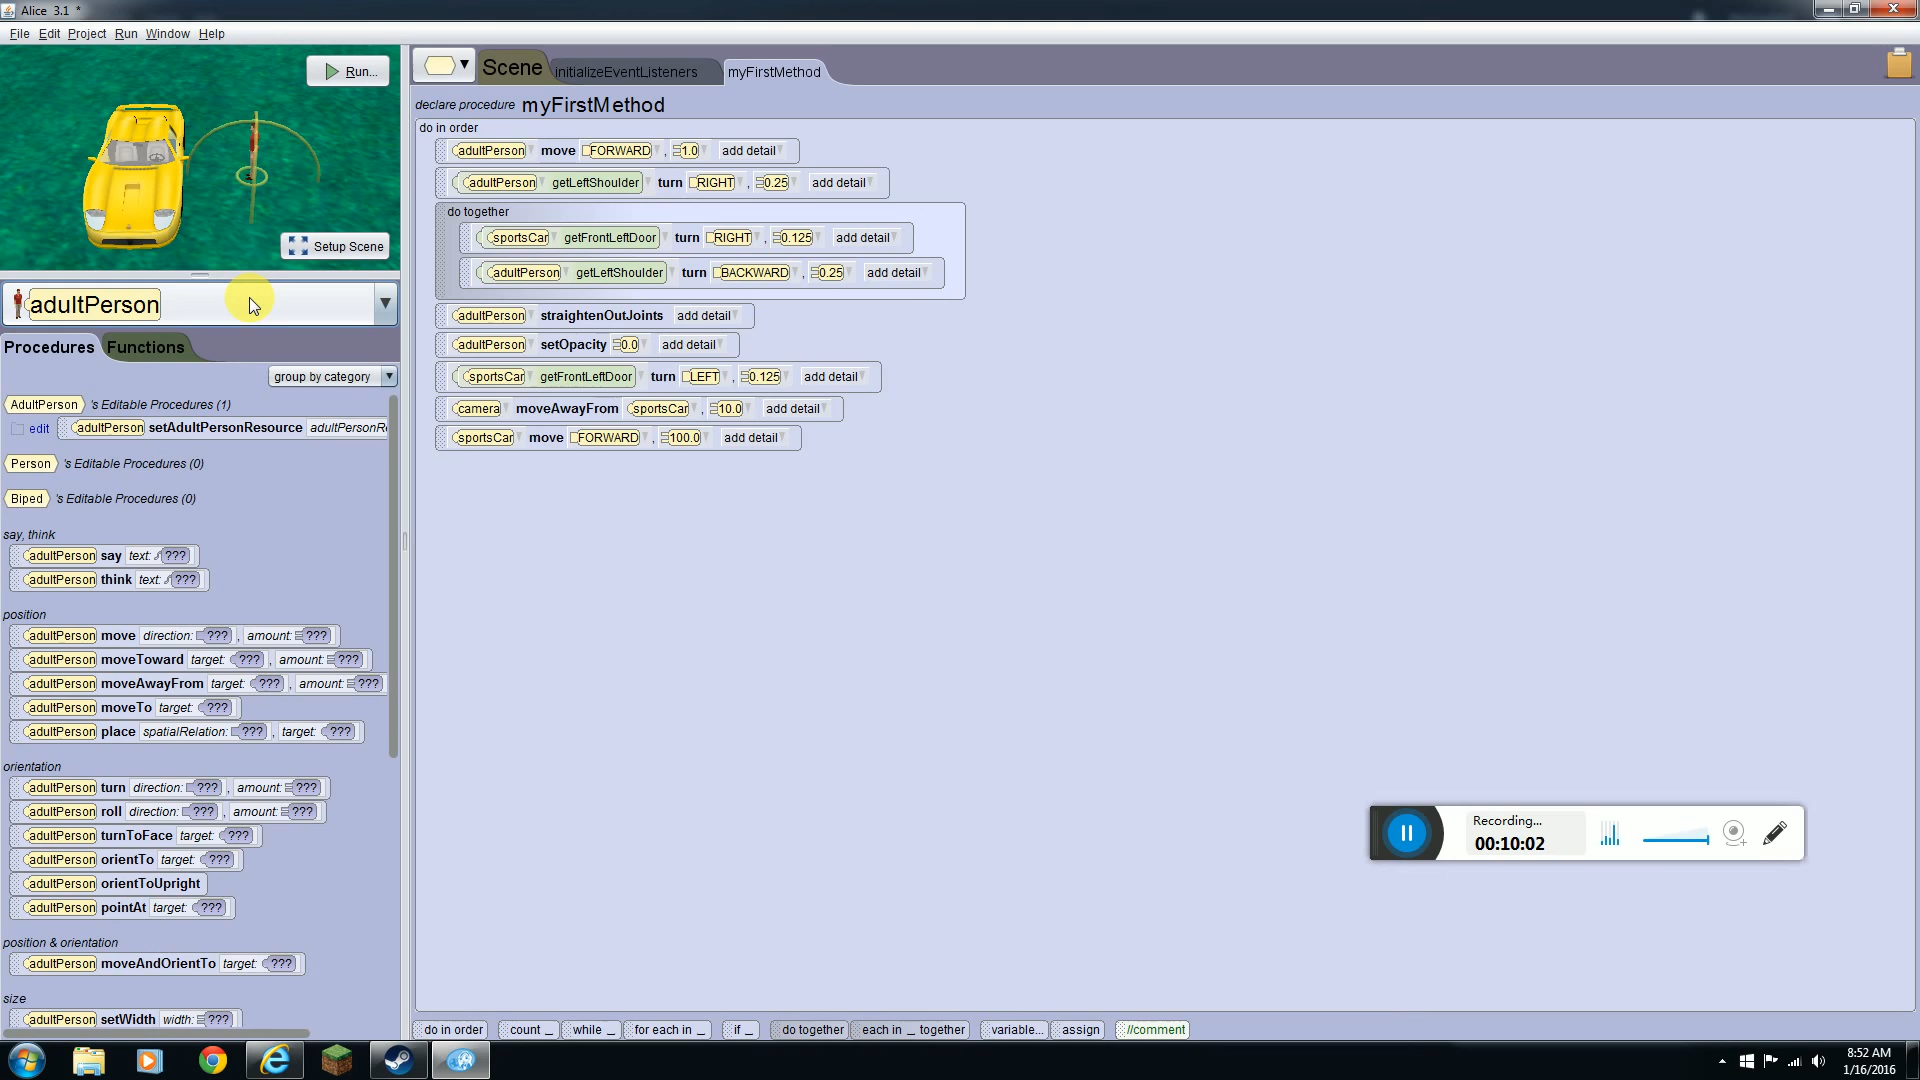 Alice 3.1 *
File Edit Project Run Window Help
Run...
Setup Scene
adultPerson
Procedures Functions
group by category
AdultPerson 's Editable Procedures (1)
edit adultPerson setAdultPersonResource adultPersonRe
Person 's Editable Procedures (0)
Biped 's Editable Procedures (0)
say, think
adultPerson say text: ???
adultPerson think text: ???
position
adultPerson move direction: ??? , amount: ???
adultPerson moveToward target: ??? , amount: ???
adultPerson moveAwayFrom target: ??? , amount: ???
adultPerson moveTo target: ???
adultPerson place spatialRelation: ??? , target: ???
orientation
adultPerson turn direction: ??? , amount: ???
adultPerson roll direction: ??? , amount: ???
adultPerson turnToFace target: ???
adultPerson orientTo target: ???
adultPerson orientToUpright
adultPerson pointAt target: ???
position & orientation
adultPerson moveAndOrientTo target: ???
size
adultPerson setWidth width: ???
Scene initializeEventListeners myFirstMethod
declare procedure myFirstMethod
do in order
adultPerson move FORWARD , 1.0 add detail
adultPerson getLeftShoulder turn RIGHT , 0.25 add detail
do together
sportsCar getFrontLeftDoor turn RIGHT , 0.125 add detail
adultPerson getLeftShoulder turn BACKWARD , 0.25 add detail
adultPerson straightenOutJoints add detail
adultPerson setOpacity 0.0 add detail
sportsCar getFrontLeftDoor turn LEFT , 0.125 add detail
camera moveAwayFrom sportsCar , 10.0 add detail
sportsCar move FORWARD , 100.0 add detail
Recording...
00:10:02
do in order count _ while _ for each in _ if _ do together each in _ together variable... assign //comment
8:52 AM
1/16/2016